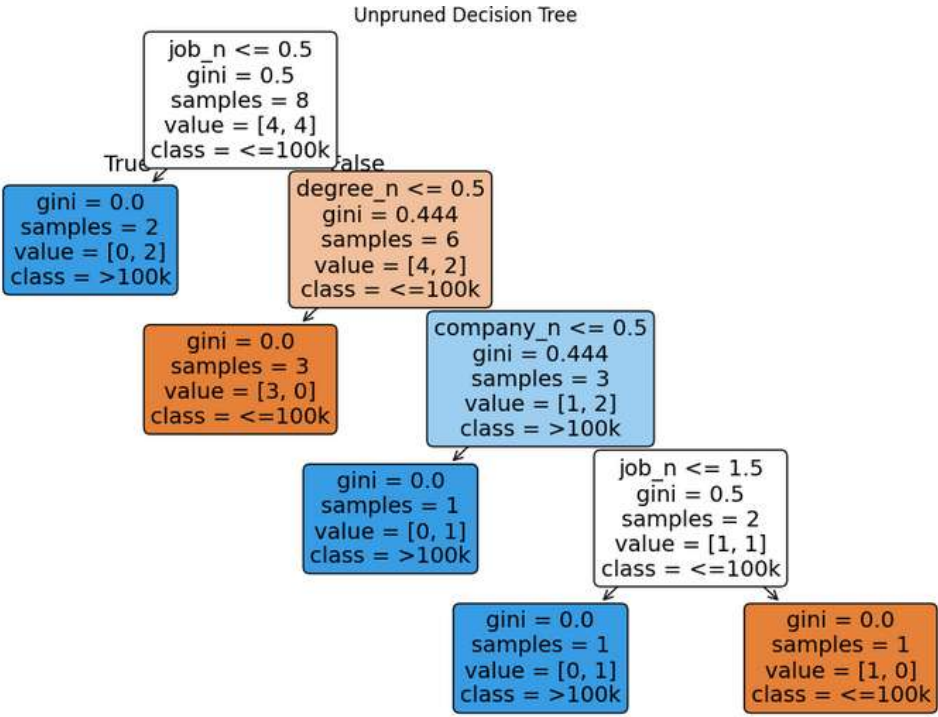 Unpruned Decision Tree
job_n <= 0.5
gini = 0.5
samples = 8
value = [4, 4]
class = <=100k
True
False
gini = 0.0
samples = 2
value = [0, 2]
class = >100k
degree_n <= 0.5
gini = 0.444
samples = 6
value = [4, 2]
class = <=100k
gini = 0.0
samples = 3
value = [3, 0]
class = <=100k
company_n <= 0.5
gini = 0.444
samples = 3
value = [1, 2]
class = >100k
gini = 0.0
samples = 1
value = [0, 1]
class = >100k
job_n <= 1.5
gini = 0.5
samples = 2
value = [1, 1]
class = <=100k
gini = 0.0
samples = 1
value = [0, 1]
class = >100k
gini = 0.0
samples = 1
value = [1, 0]
class = <=100k